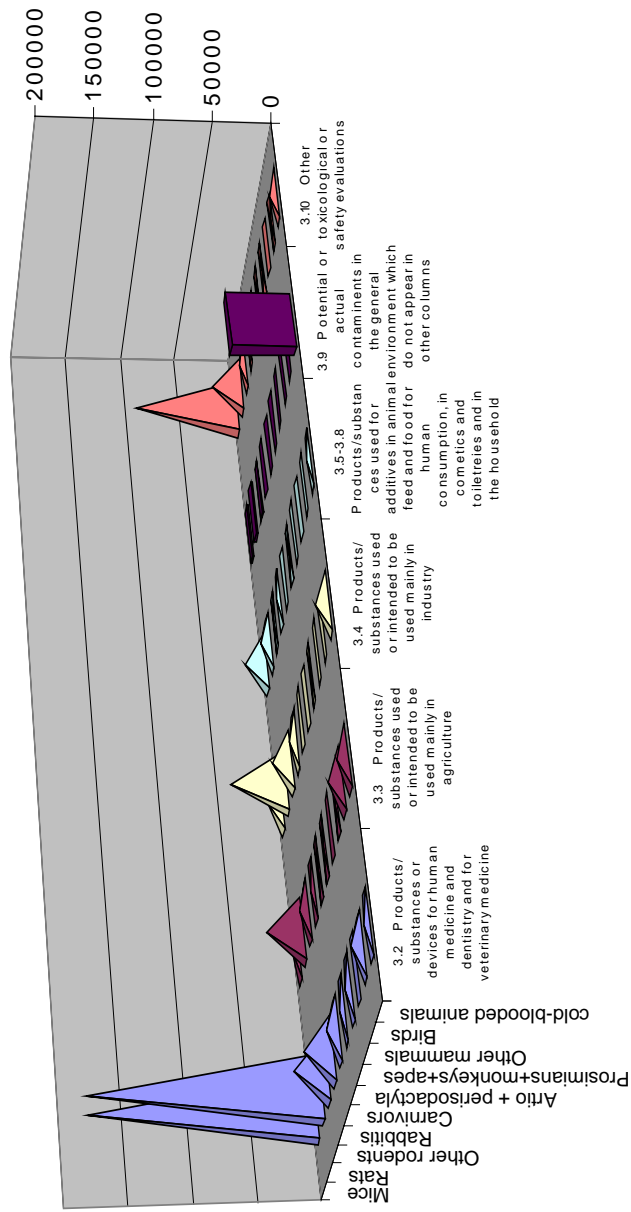 200000
150000
100000
50000
0
3.2 Products/
substances or
devices for human
medicine and
dentistry and for
veterinary medicine
3.3 Products/
substances used
or intended to be
used mainly in
agriculture
3.4 Products/
substances used
or intended to be
used mainly in
industry
3.5-3.8
Products/substan
ces used for
additives in animal
feed and food for
human
consumption, in
cometics and
toiletreies and in
the household
3.9 Potential or
actual
contaminents in
the general
environment which
do not appear in
other columns
3.10 Other
toxicological or
safety evaluations
Mice
Rats
Other rodents
Rabbitis
Carnivors
Artio + perisodactyla
Prosimians+monkeys+apes
Other mammals
Birds
cold-blooded animals